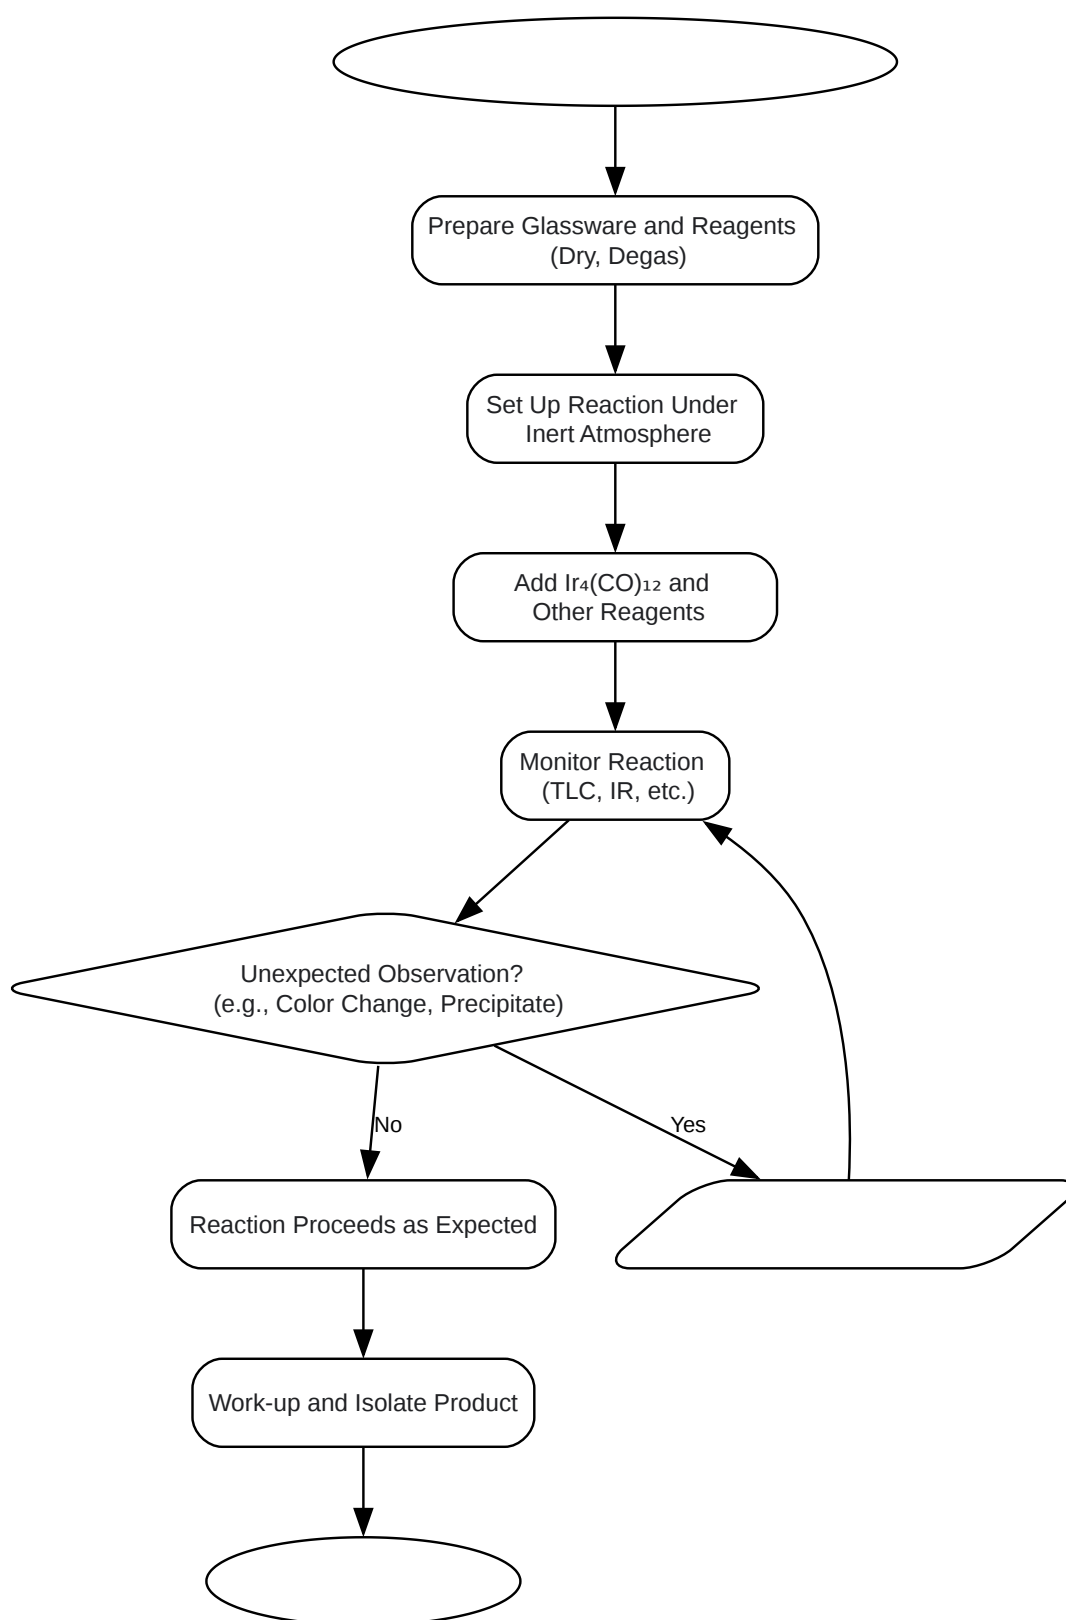 Prepare Glassware and Reagents
(Dry, Degas)
Set Up Reaction Under
Inert Atmosphere
Add Ir₄(CO)₁₂ and
Other Reagents
Monitor Reaction
(TLC, IR, etc.)
Unexpected Observation?
(e.g., Color Change, Precipitate)
No
Yes
Reaction Proceeds as Expected
Work-up and Isolate Product